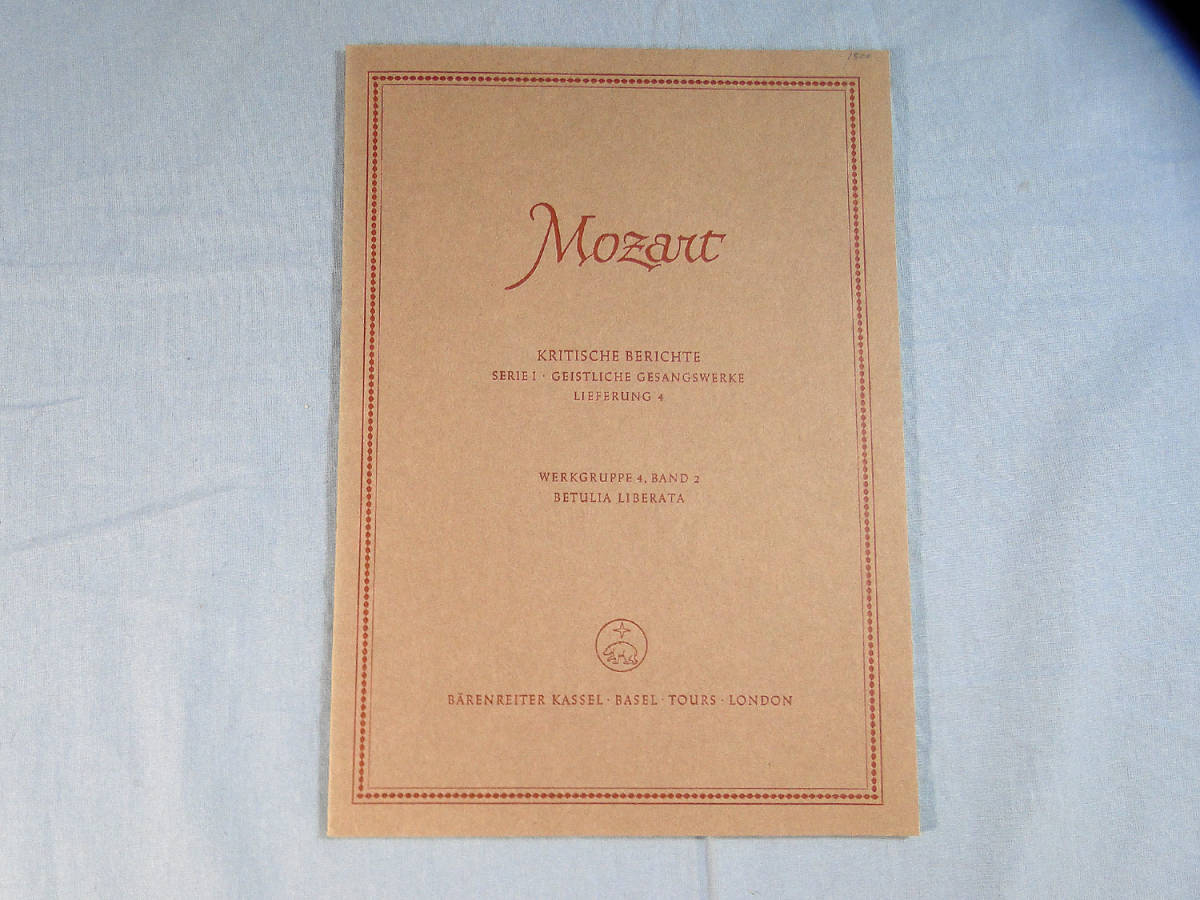 Mozart
KRITISCHE BERICHTE
SERIE I · GEISTLICHE GESANGSWERKE
LIEFERUNG 4
WERKGRUPPE 4, BAND 2
BETULIA LIBERATA
BÄRENREITER KASSEL · BASEL · TOURS · LONDON